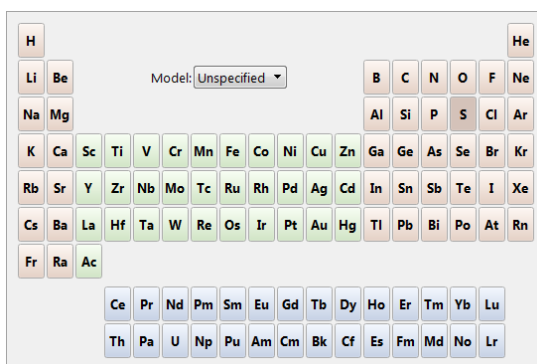 H He
Li Be Model: Unspecified B C N O F Ne
Na Mg Al Si P S Cl Ar
K Ca Sc Ti V Cr Mn Fe Co Ni Cu Zn Ga Ge As Se Br Kr
Rb Sr Y Zr Nb Mo Tc Ru Rh Pd Ag Cd In Sn Sb Te I Xe
Cs Ba La Hf Ta W Re Os Ir Pt Au Hg Tl Pb Bi Po At Rn
Fr Ra Ac
Ce Pr Nd Pm Sm Eu Gd Tb Dy Ho Er Tm Yb Lu
Th Pa U Np Pu Am Cm Bk Cf Es Fm Md No Lr